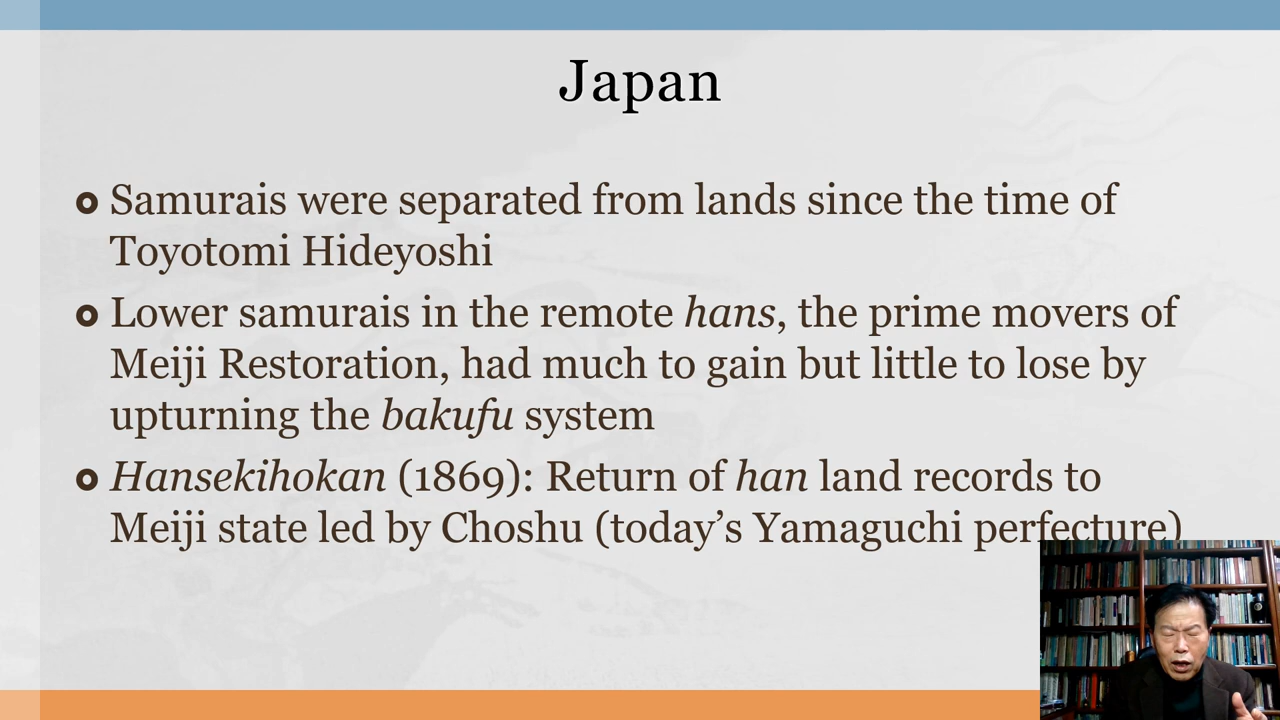 Japan
Samurais were separated from lands since the time of
Toyotomi Hideyoshi
Lower samurais in the remote hans, the prime movers of
Meiji Restoration, had much to gain but little to lose by
upturning the bakufu system
Hansekihokan (1869): Return of han land records to
Meiji state led by Choshu (today’s Yamaguchi perfecture)